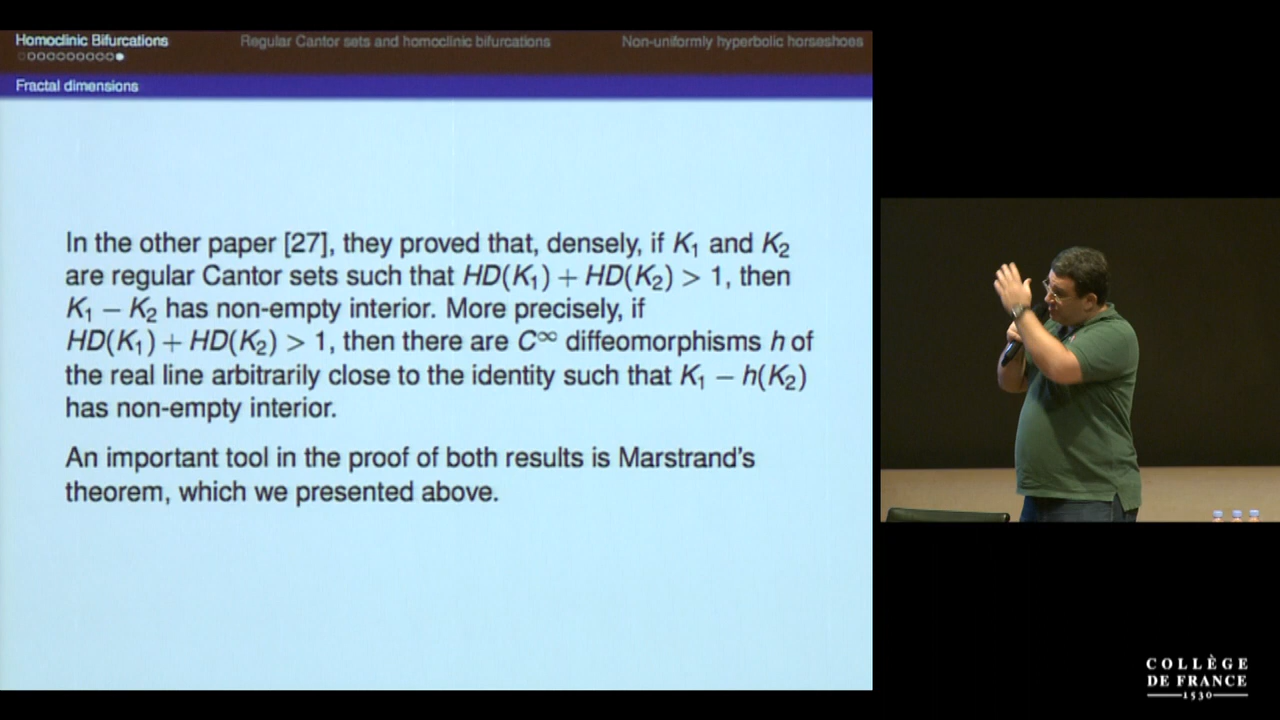 Homoclinic Bifurcations Regular Cantor sets and homoclinic bifurcations Non-uniformly hyperbolic horseshoes
Fractal dimensions
In the other paper [27], they proved that, densely, if K₁ and K₂
are regular Cantor sets such that HD(K₁) + HD(K₂) > 1, then
K₁ − K₂ has non-empty interior. More precisely, if
HD(K₁) + HD(K₂) > 1, then there are C∞ diffeomorphisms h of
the real line arbitrarily close to the identity such that K₁ − h(K₂)
has non-empty interior.
An important tool in the proof of both results is Marstrand's
theorem, which we presented above.
COLLÈGE
DE FRANCE
1530